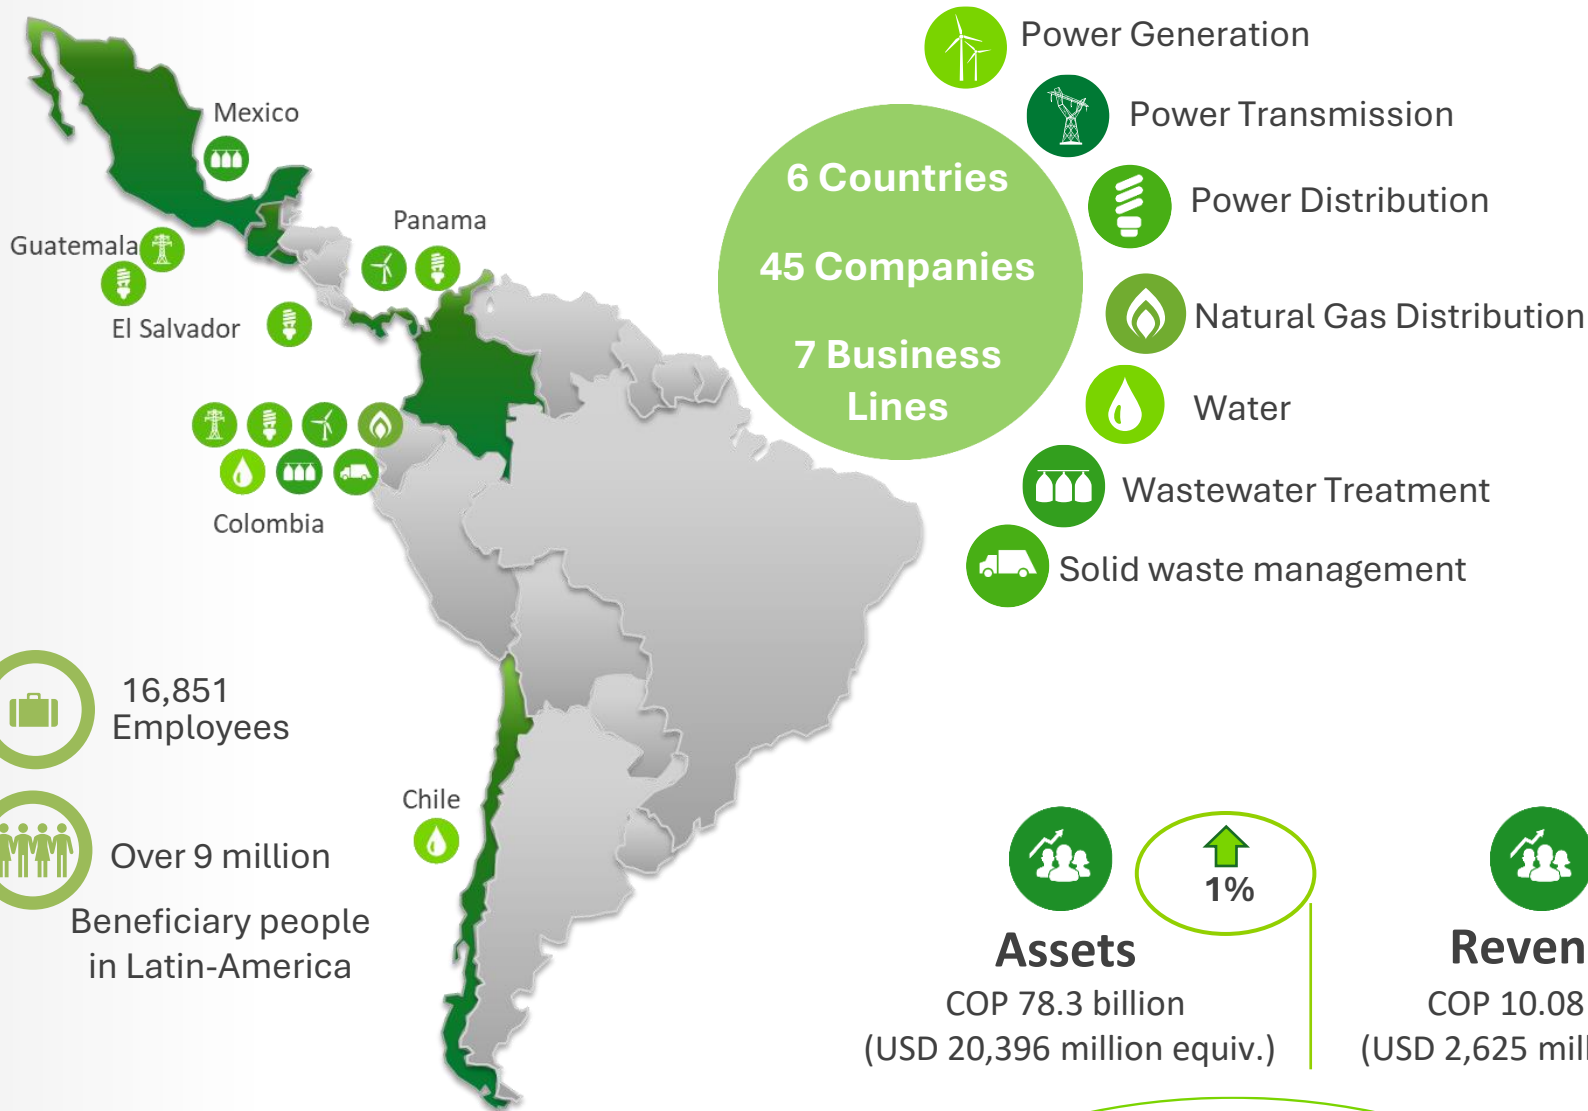 Mexico
Guatemala
Panama
El Salvador
Colombia
16,851
Employees
Over 9 million
Beneficiary people
in Latin-America
Chile
6 Countries
45 Companies
7 Business
Lines
Power Generation
Power Transmission
Power Distribution
Natural Gas Distribution
Water
Wastewater Treatment
Solid waste management
1%
Assets
COP 78.3 billion
(USD 20,396 million equiv.)
COP 10.08
(USD 2,625